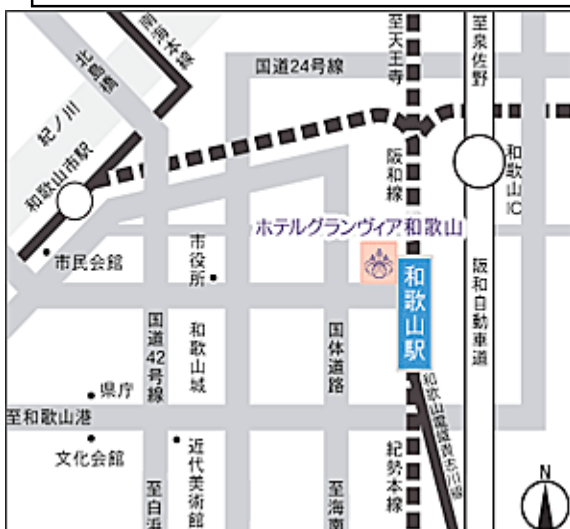 南海本線
至天王寺
至泉佐野
北島橋
国道24号線
紀ノ川
和歌山市駅
阪和線
和歌山IC
ホテルグランヴィア和歌山
市民会館
市役所
和歌山駅
阪和自動車道
国道42号線
和歌山城
国体道路
県庁
和歌山電鐵貴志川線
至和歌山港
文化会館
近代美術館
紀勢本線
至白浜
至海南
N